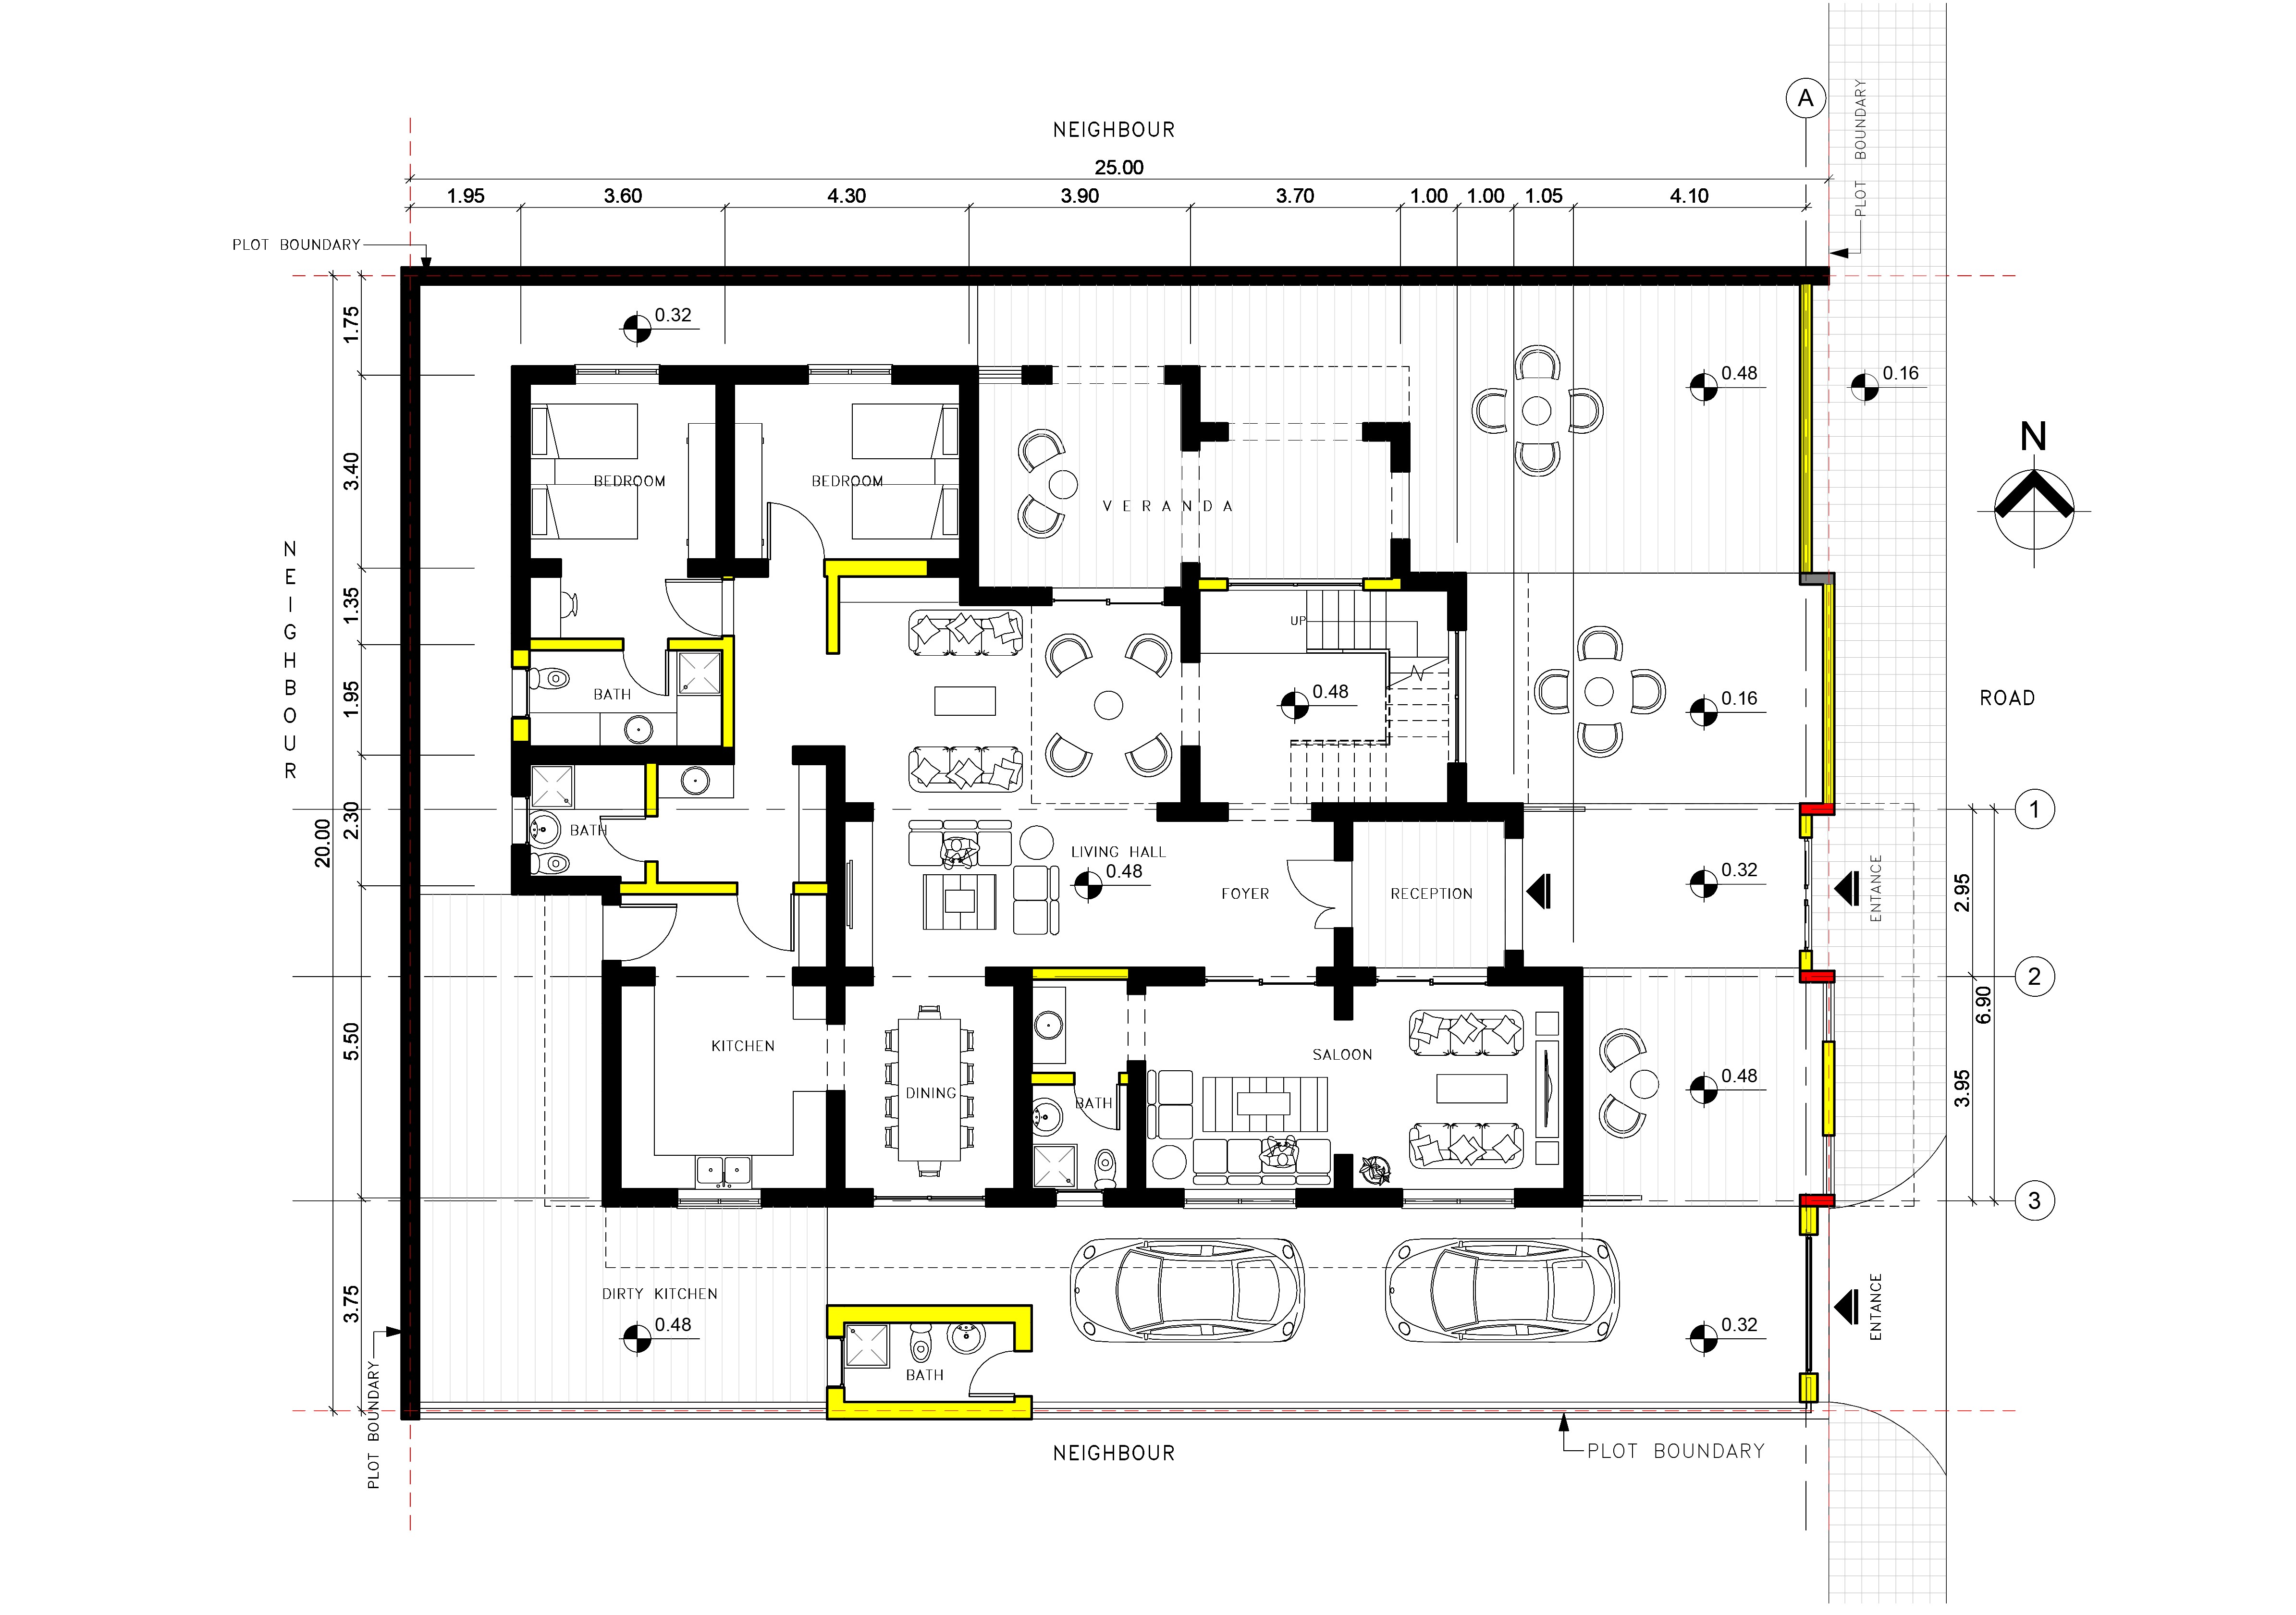 A
PLOT BOUNDARY
NEIGHBOUR
25.00
1.95 3.60 4.30 3.90 3.70 1.00 1.00 1.05 4.10
PLOT BOUNDARY
0.32
1.75
0.48
0.16
N
3.40
BEDROOM
BEDROOM
VERANDA
NEIGHBOUR
1.35
UP
1.95
BATH
0.48
0.16
ROAD
20.00
2.30
BATH
LIVING HALL
0.48
FOYER
RECEPTION
0.32
ENTANCE
1
2.95
2
6.90
5.50
KITCHEN
DINING
BATH
SALOON
0.48
3.95
3
3.75
DIRTY KITCHEN
0.48
BATH
0.32
ENTANCE
PLOT BOUNDARY
NEIGHBOUR
PLOT BOUNDARY